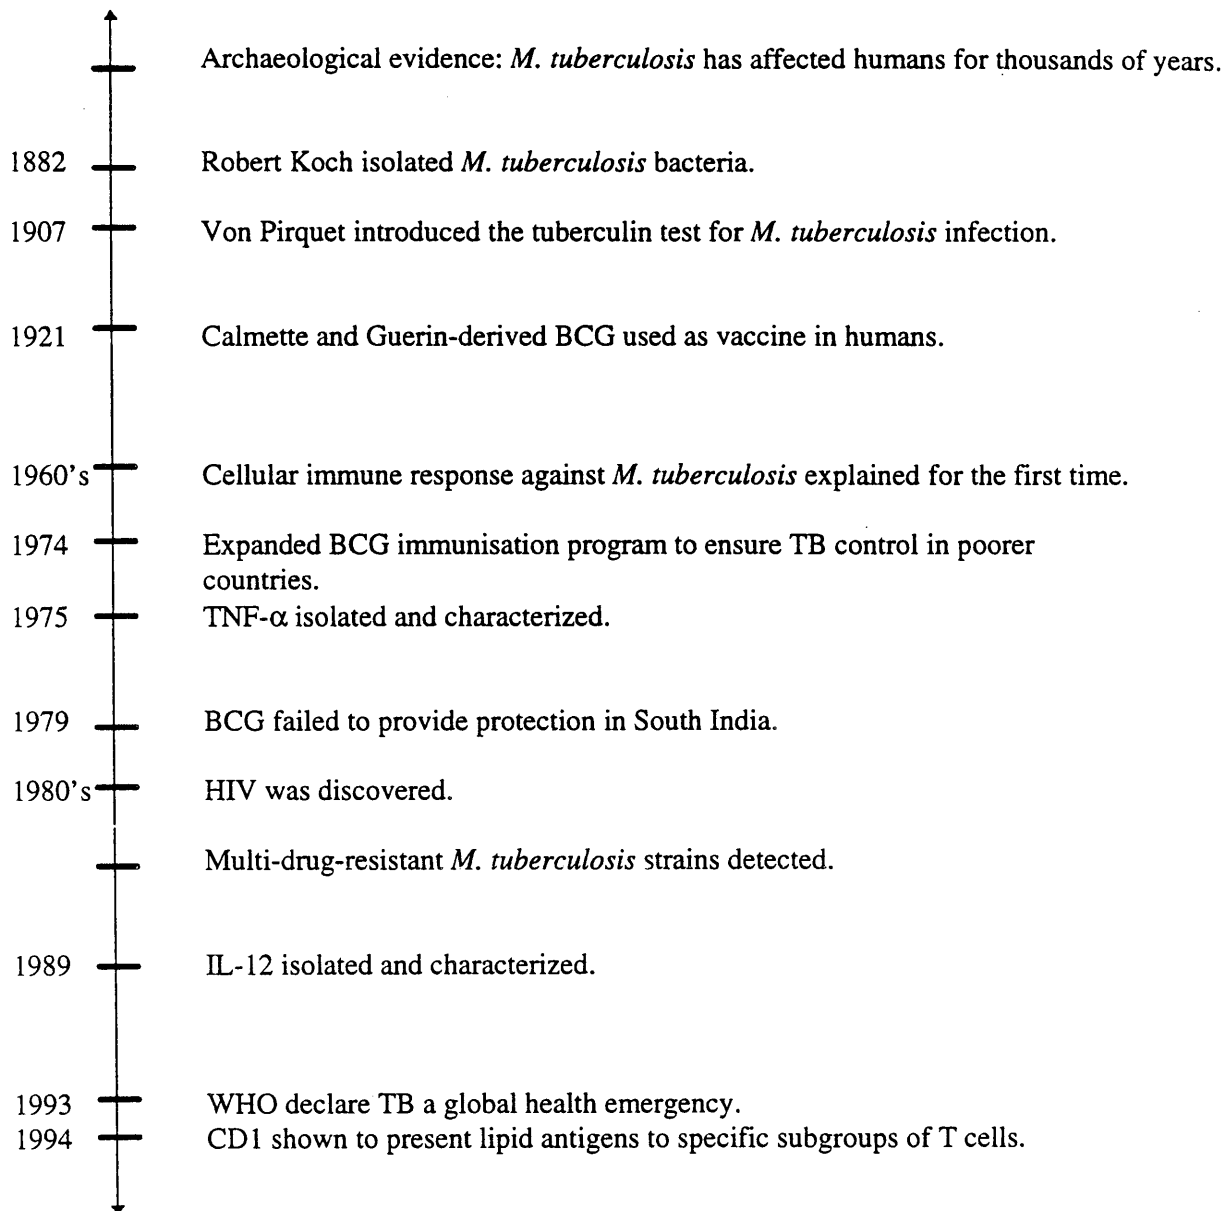 Archaeological evidence: M. tuberculosis has affected humans for thousands of years.
1882 Robert Koch isolated M. tuberculosis bacteria.
1907 Von Pirquet introduced the tuberculin test for M. tuberculosis infection.
1921 Calmette and Guerin-derived BCG used as vaccine in humans.
1960's Cellular immune response against M. tuberculosis explained for the first time.
1974 Expanded BCG immunisation program to ensure TB control in poorer
countries.
1975 TNF-α isolated and characterized.
1979 BCG failed to provide protection in South India.
1980's HIV was discovered.
Multi-drug-resistant M. tuberculosis strains detected.
1989 IL-12 isolated and characterized.
1993 WHO declare TB a global health emergency.
1994 CD1 shown to present lipid antigens to specific subgroups of T cells.